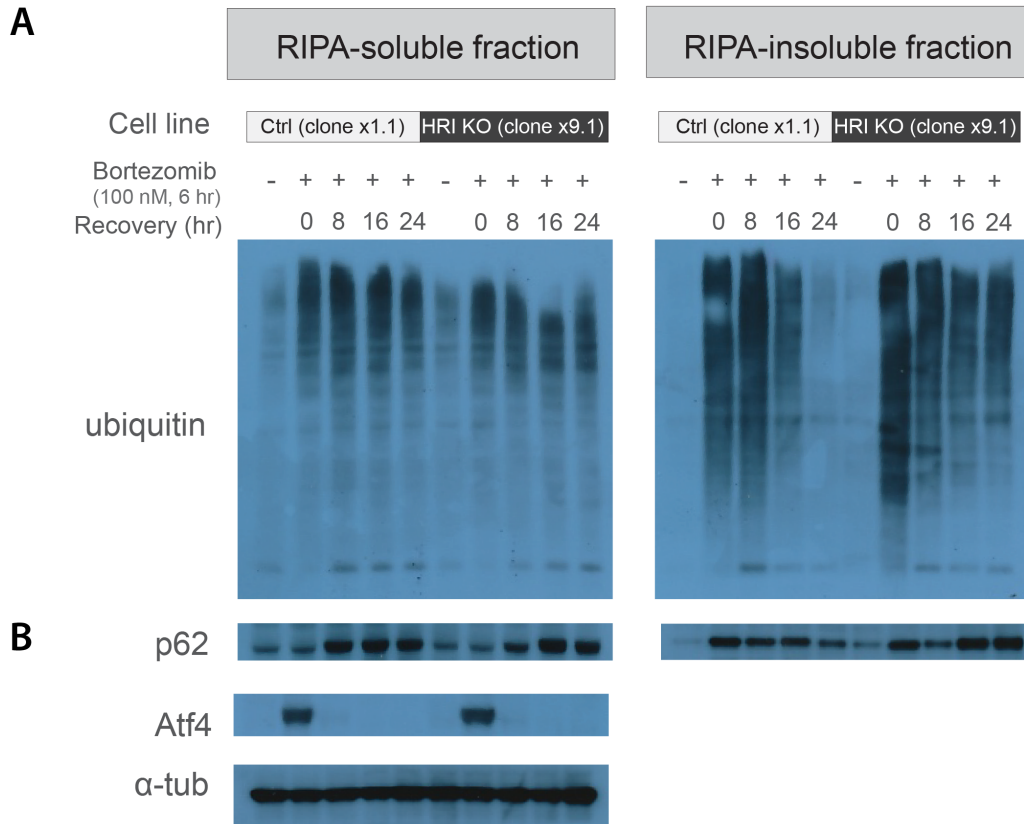 A
RIPA-soluble fraction RIPA-insoluble fraction
Cell line Ctrl (clone x1.1) HRI KO (clone x9.1) Ctrl (clone x1.1) HRI KO (clone x9.1)
Bortezomib - + + + + - + + + + - + + + + - + + + +
(100 nM, 6 hr)
Recovery (hr) 0 8 16 24 0 8 16 24 0 8 16 24 0 8 16 24
ubiquitin
B
p62
Atf4
α-tub